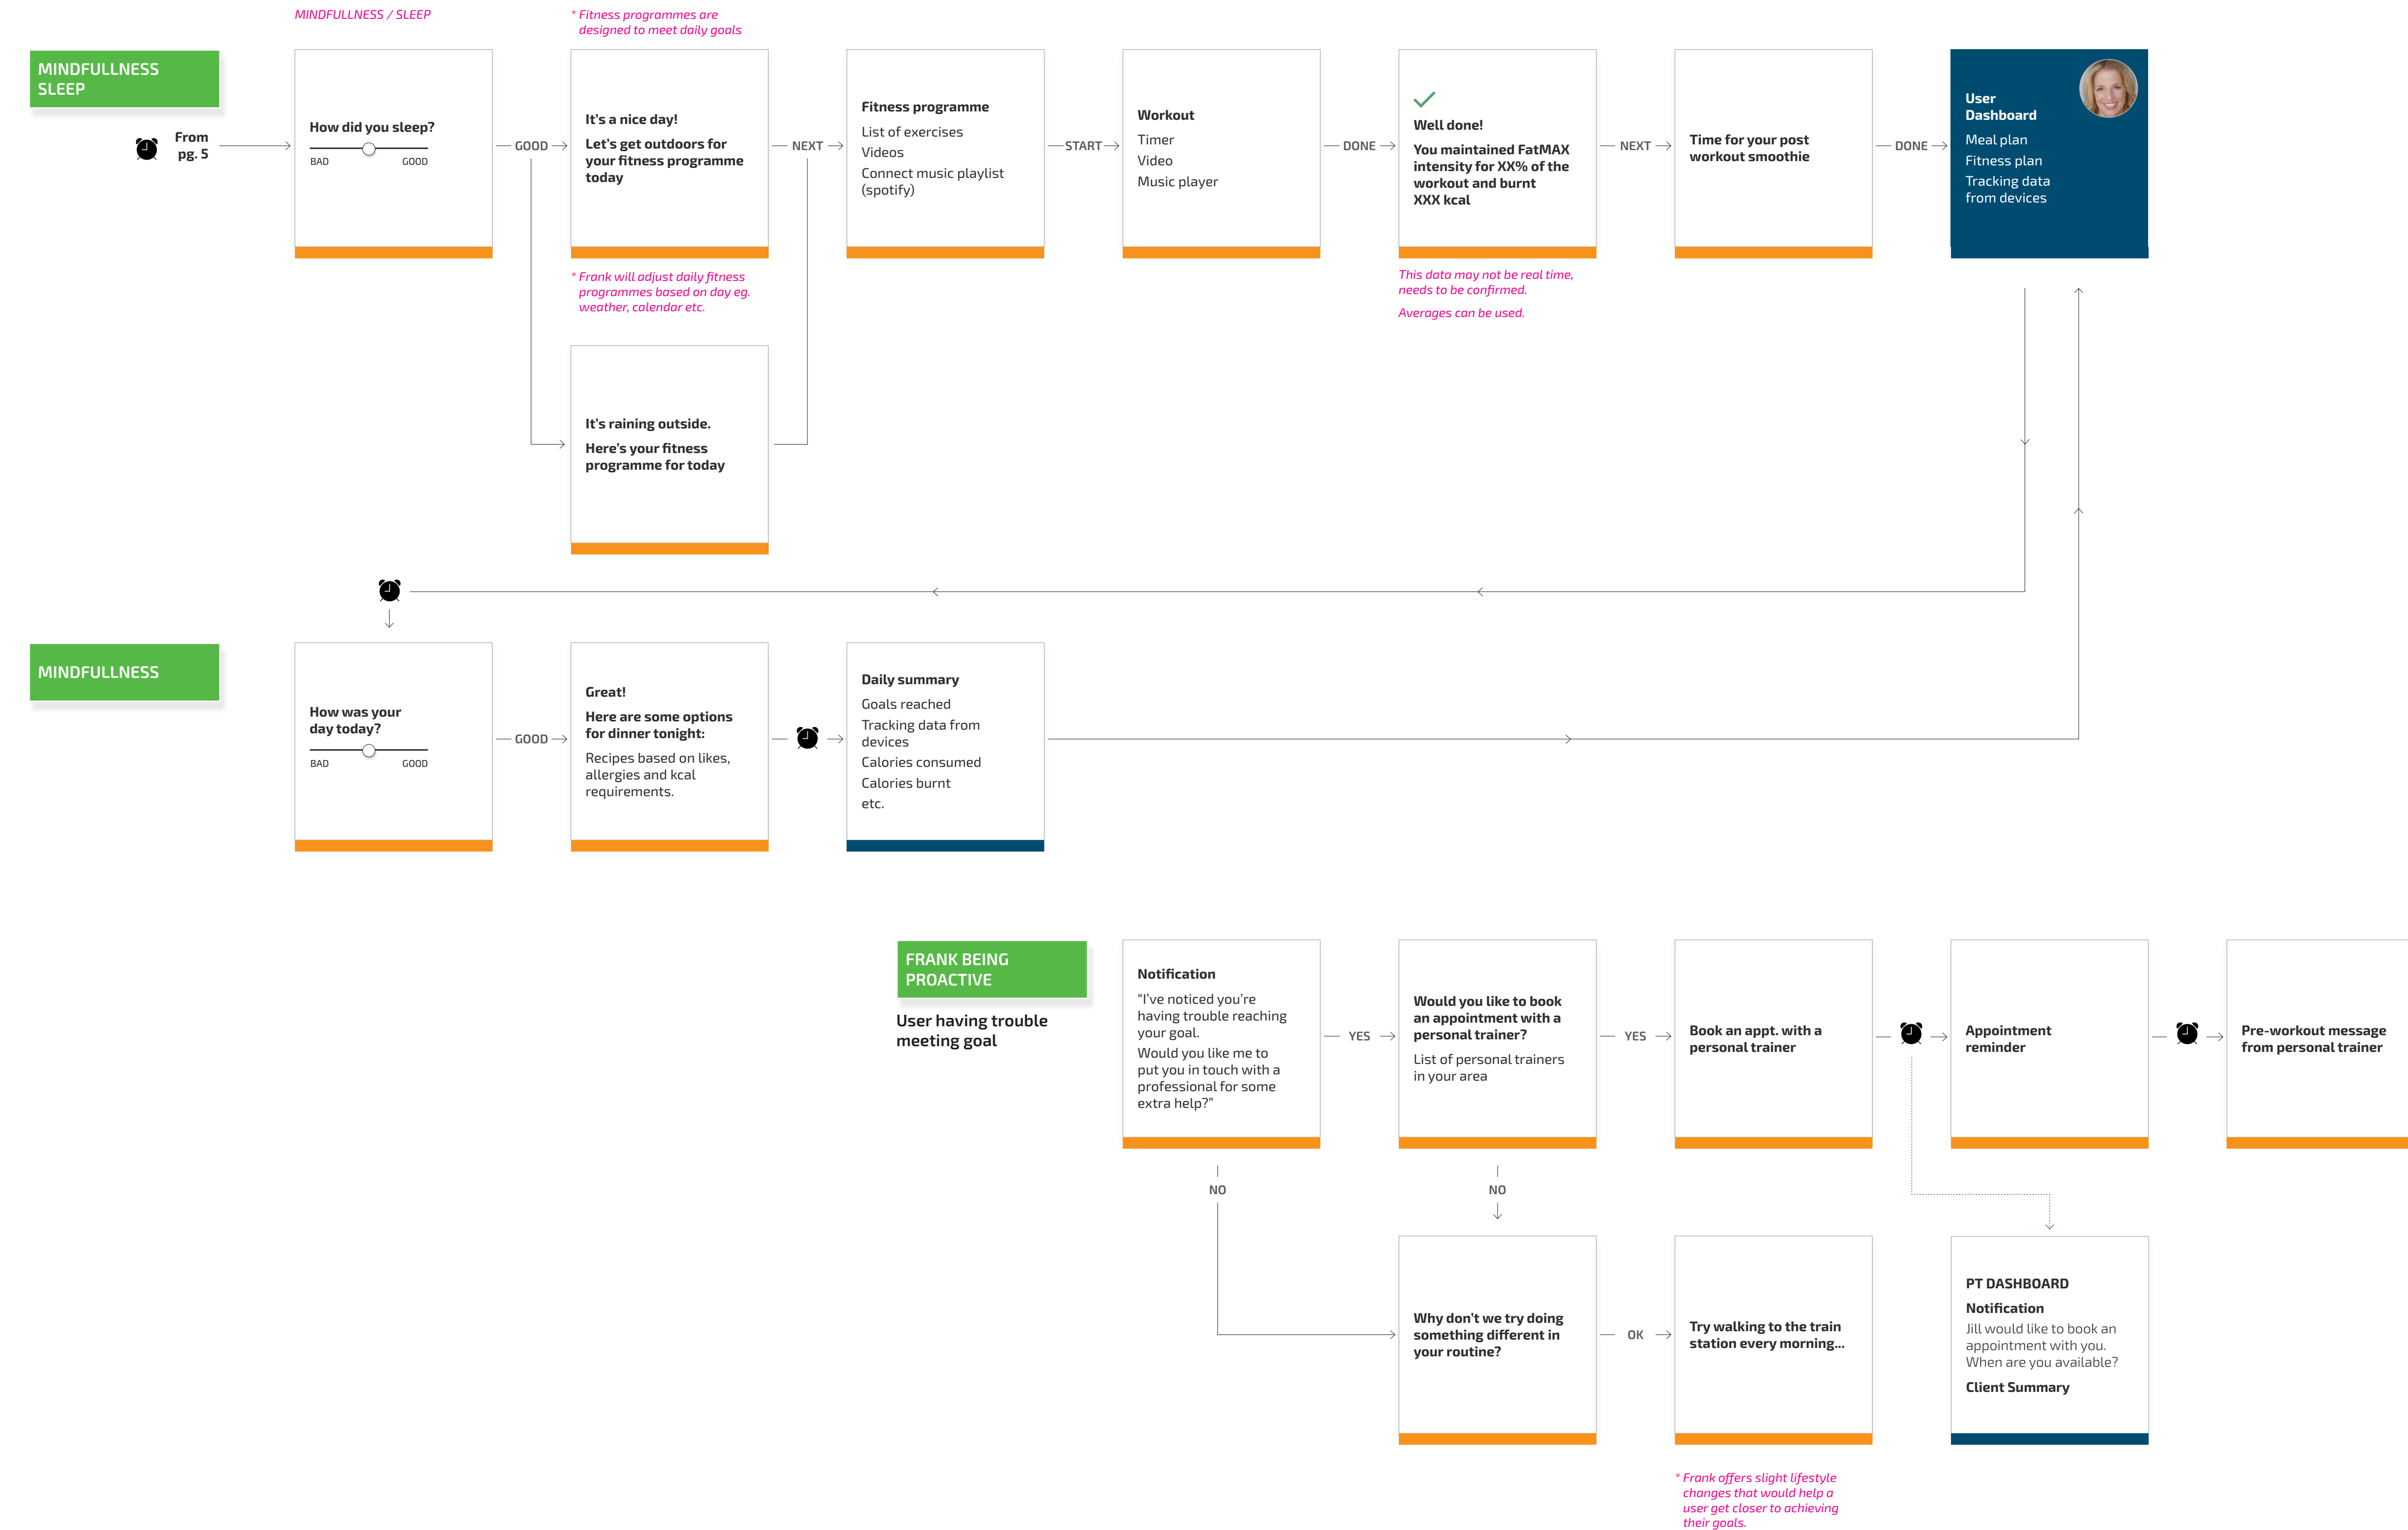 MINDFULLNESS / SLEEP
* Fitness programmes are
designed to meet daily goals
MINDFULLNESS
SLEEP
From
pg. 5
How did you sleep?
BAD
GOOD
GOOD
It's a nice day!
Let's get outdoors for
your fitness programme
today
NEXT
Fitness programme
List of exercises
Videos
Connect music playlist
(spotify)
START
Workout
Timer
Video
Music player
DONE
Well done!
You maintained FatMAX
intensity for XX% of the
workout and burnt
XXX kcal
NEXT
Time for your post
workout smoothie
DONE
User
Dashboard
Meal plan
Fitness plan
Tracking data
from devices
* Frank will adjust daily fitness
programmes based on day eg.
weather, calendar etc.
This data may not be real time,
needs to be confirmed.
Averages can be used.
It's raining outside.
Here's your fitness
programme for today
MINDFULLNESS
How was your
day today?
BAD
GOOD
GOOD
Great!
Here are some options
for dinner tonight:
Recipes based on likes,
allergies and kcal
requirements.
Daily summary
Goals reached
Tracking data from
devices
Calories consumed
Calories burnt
etc.
FRANK BEING
PROACTIVE
User having trouble
meeting goal
Notification
“I've noticed you're
having trouble reaching
your goal.
Would you like me to
put you in touch with a
professional for some
extra help?”
YES
Would you like to book
an appointment with a
personal trainer?
List of personal trainers
in your area
YES
Book an appt. with a
personal trainer
Appointment
reminder
Pre-workout message
from personal trainer
NO
NO
Why don't we try doing
something different in
your routine?
OK
Try walking to the train
station every morning...
PT DASHBOARD
Notification
Jill would like to book an
appointment with you.
When are you available?
Client Summary
* Frank offers slight lifestyle
changes that would help a
user get closer to achieving
their goals.